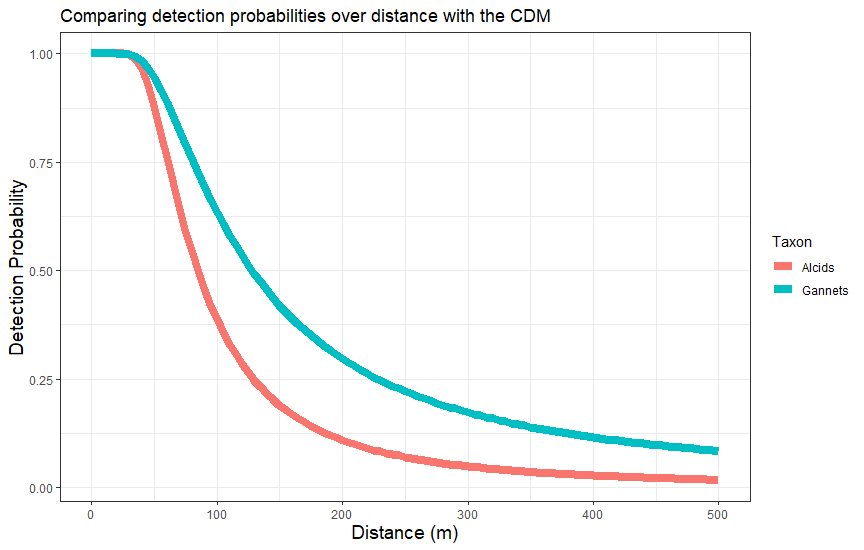 Comparing detection probabilities over distance with the CDM
Detection Probability
1.00
0.75
0.50
0.25
0.00
0 100 200 300 400 500
Distance (m)
Taxon
Alcids
Gannets